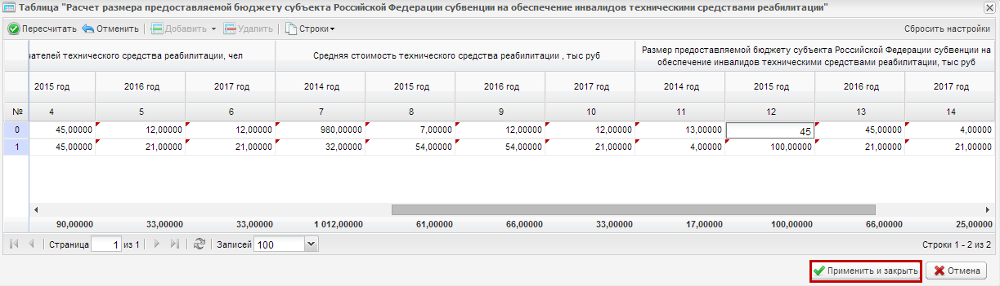 Таблица "Расчет размера предоставляемой бюджету субъекта Российской Федерации субвенции на обеспечение инвалидов техническими средствами реабилитации"
Пересчитать Отменить Добавить Удалить Строки Сбросить настройки
ателей технического средства реабилитации, чел Средняя стоимость технического средства реабилитации , тыс руб Размер предоставляемой бюджету субъекта Российской Федерации субвенции на
обеспечение инвалидов техническими средствами реабилитации, тыс руб
2015 год 2016 год 2017 год 2014 год 2015 год 2016 год 2017 год 2014 год 2015 год 2016 год 2017 год
№ 4 5 6 7 8 9 10 11 12 13 14
0 45,00000 12,00000 12,00000 980,00000 7,00000 12,00000 12,00000 13,00000 45 45,00000 4,00000
1 45,00000 21,00000 21,00000 32,00000 54,00000 54,00000 21,00000 4,00000 100,00000 21,00000 21,00000
90,00000 33,00000 33,00000 1 012,00000 61,00000 66,00000 33,00000 17,00000 100,00000 66,00000 25,00000
Страница 1 из 1 Записей 100 Строки 1 - 2 из 2
Применить и закрыть Отмена